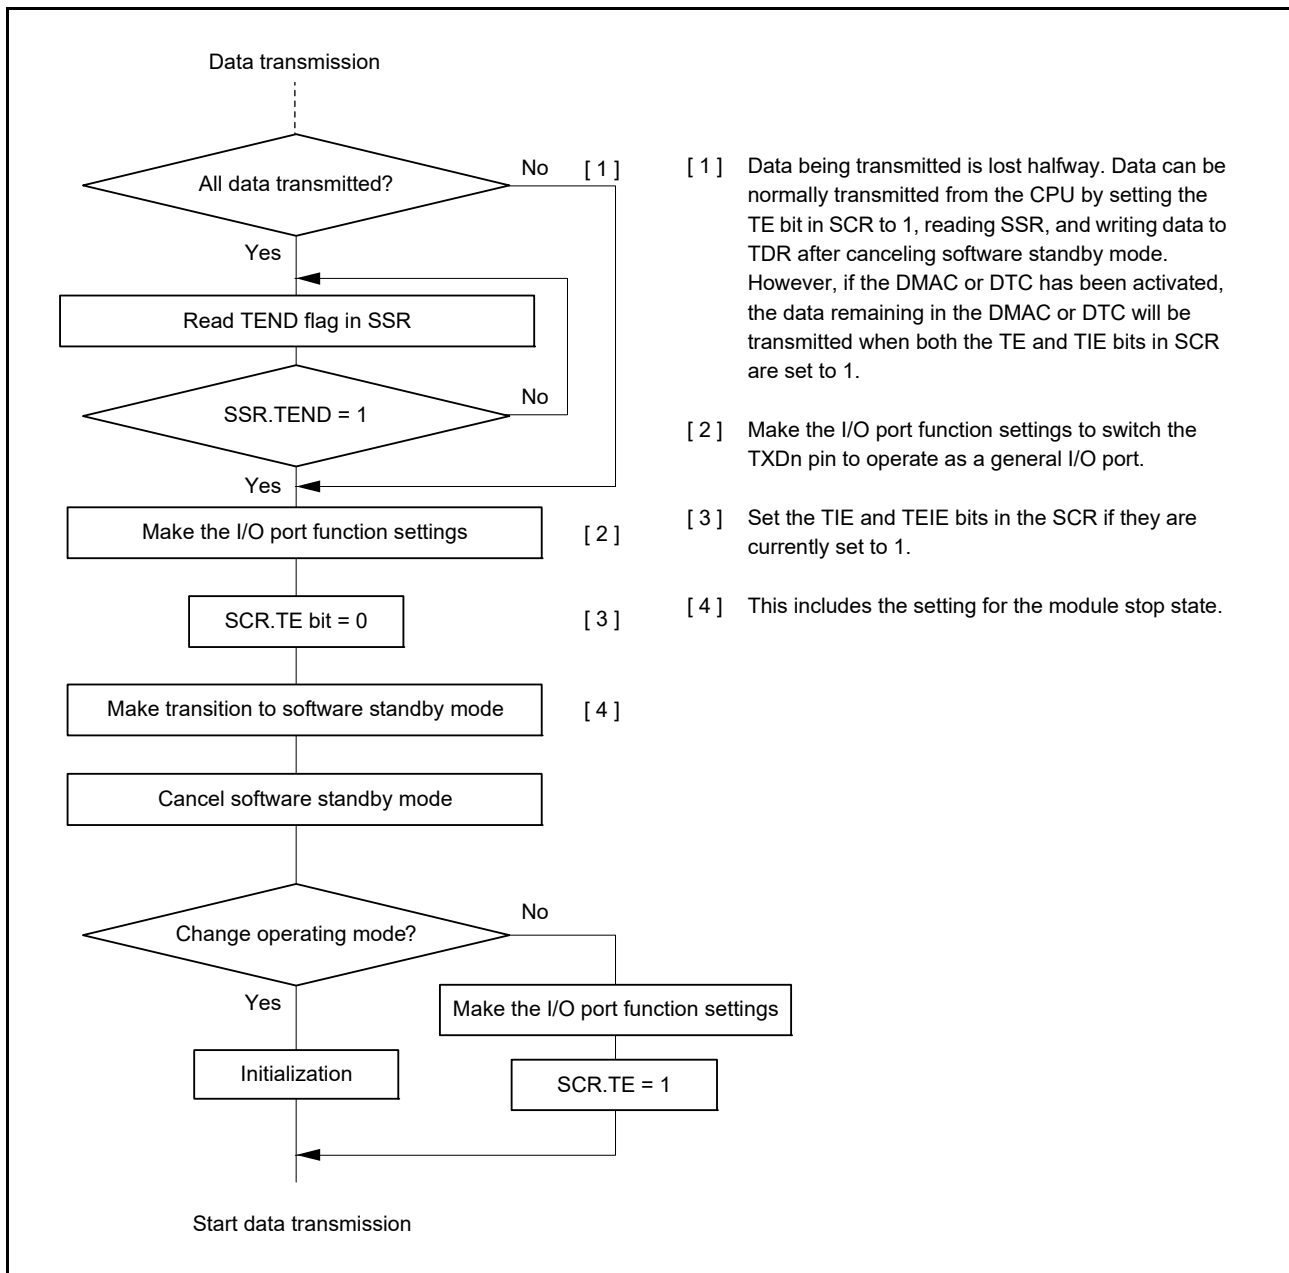 Data transmission
All data transmitted?
No
[ 1 ]
Yes
Read TEND flag in SSR
SSR.TEND = 1
No
Yes
Make the I/O port function settings
[ 2 ]
SCR.TE bit = 0
[ 3 ]
Make transition to software standby mode
[ 4 ]
Cancel software standby mode
Change operating mode?
No
Yes
Make the I/O port function settings
Initialization
SCR.TE = 1
Start data transmission
[ 1 ] Data being transmitted is lost halfway. Data can be
normally transmitted from the CPU by setting the
TE bit in SCR to 1, reading SSR, and writing data to
TDR after canceling software standby mode.
However, if the DMAC or DTC has been activated,
the data remaining in the DMAC or DTC will be
transmitted when both the TE and TIE bits in SCR
are set to 1.
[ 2 ] Make the I/O port function settings to switch the
TXDn pin to operate as a general I/O port.
[ 3 ] Set the TIE and TEIE bits in the SCR if they are
currently set to 1.
[ 4 ] This includes the setting for the module stop state.